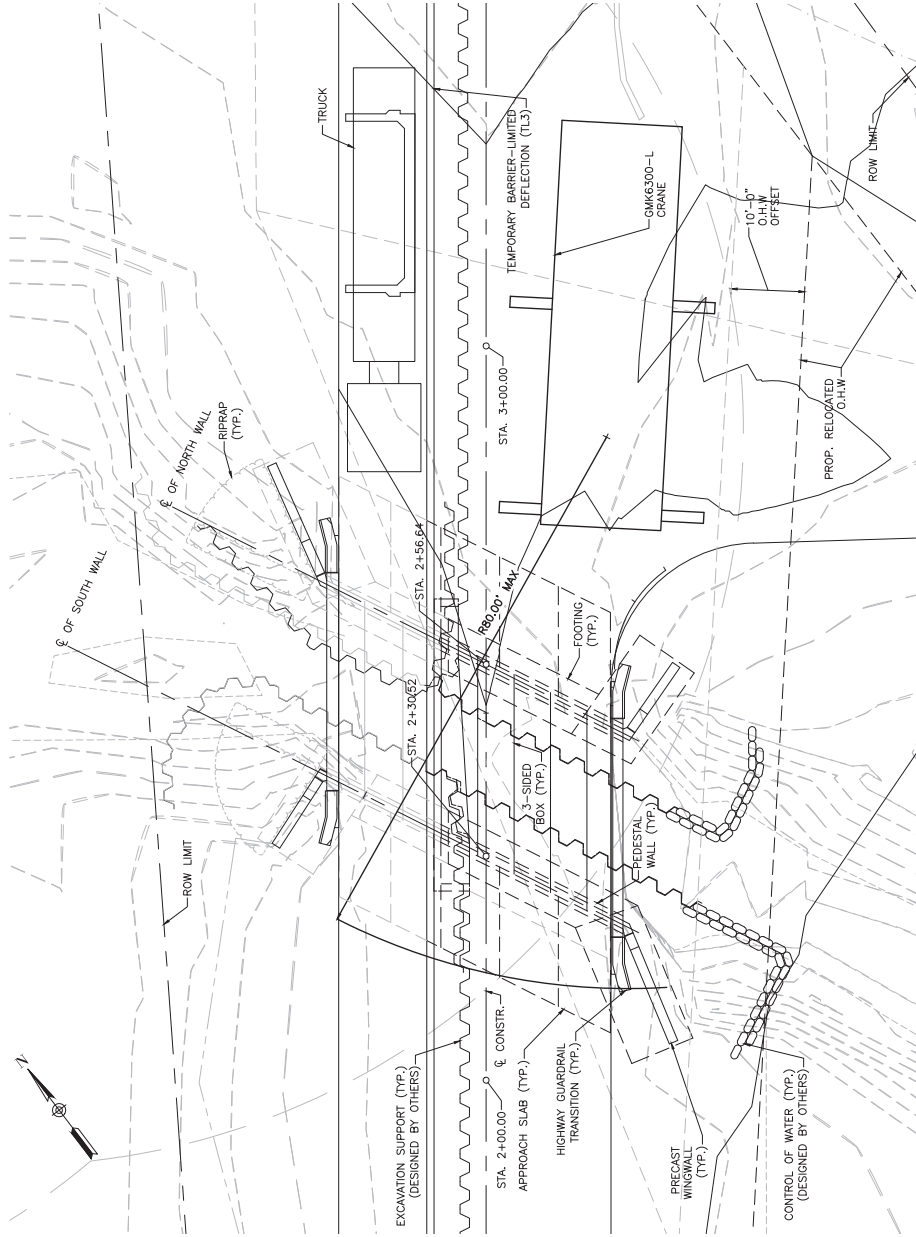 TRUCK
TEMPORARY BARRIER-LIMITED
DEFLECTION (TL3)
ROW LIMIT
GMK6300-L
CRANE
10'-0"
O.H.W
OFFSET
STA. 3+00.00
PROP. RELOCATED
O.H.W
RIPRAP
(TYP.)
℄ OF NORTH WALL
℄ OF SOUTH WALL
STA. 2+56.64
R80.00' MAX.
STA. 2+30.52
FOOTING
(TYP.)
3-SIDED
BOX (TYP.)
PEDESTAL
WALL (TYP.)
ROW LIMIT
N
EXCAVATION SUPPORT (TYP.)
(DESIGNED BY OTHERS)
STA. 2+00.00
℄ CONSTR.
APPROACH SLAB (TYP.)
HIGHWAY GUARDRAIL
TRANSITION (TYP.)
PRECAST
WINGWALL
(TYP.)
CONTROL OF WATER (TYP.)
(DESIGNED BY OTHERS)